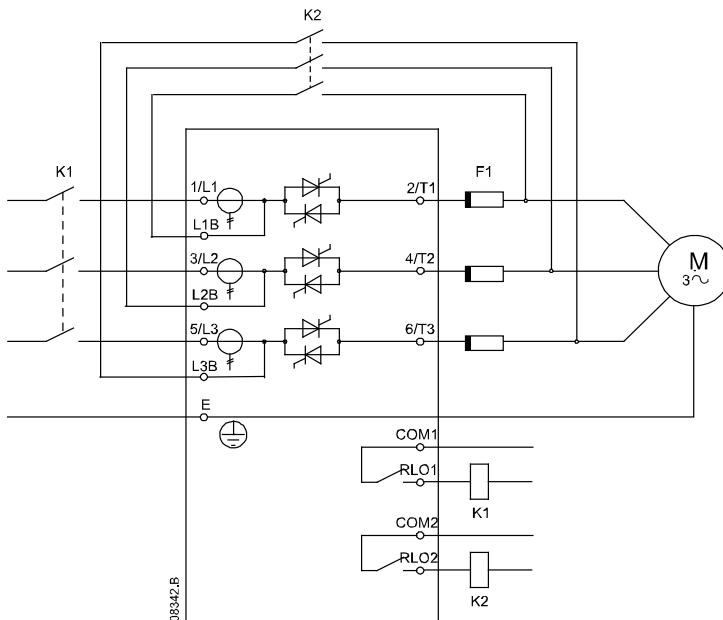 K2
K1
1/L1
2/T1
F1
L1B
3/L2
4/T2
M
3~
L2B
5/L3
6/T3
L3B
E
COM1
RLO1
K1
COM2
RLO2
K2
08342.B